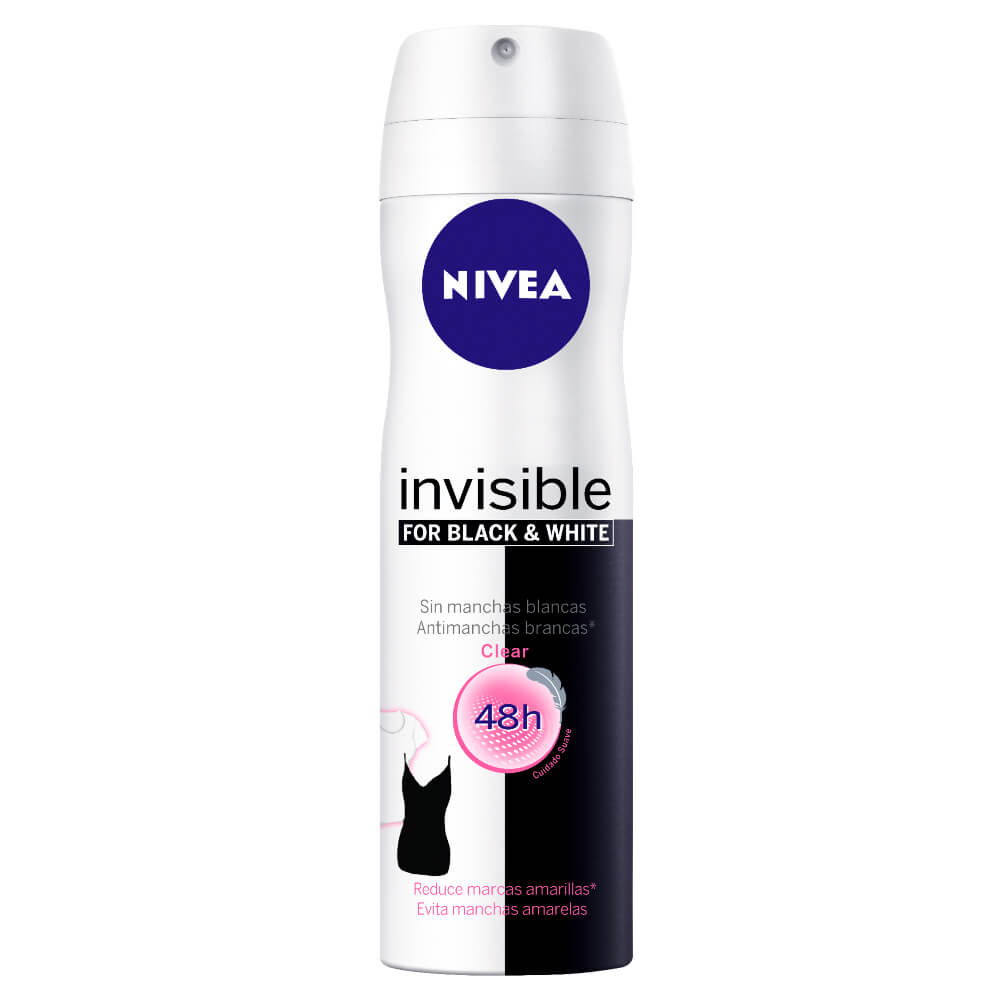 NIVEA
invisible
FOR BLACK & WHITE
Sin manchas blancas
Antimanchas brancas*
Clear
48h
Cuidado Suave
Reduce marcas amarillas*
Evita manchas amarelas